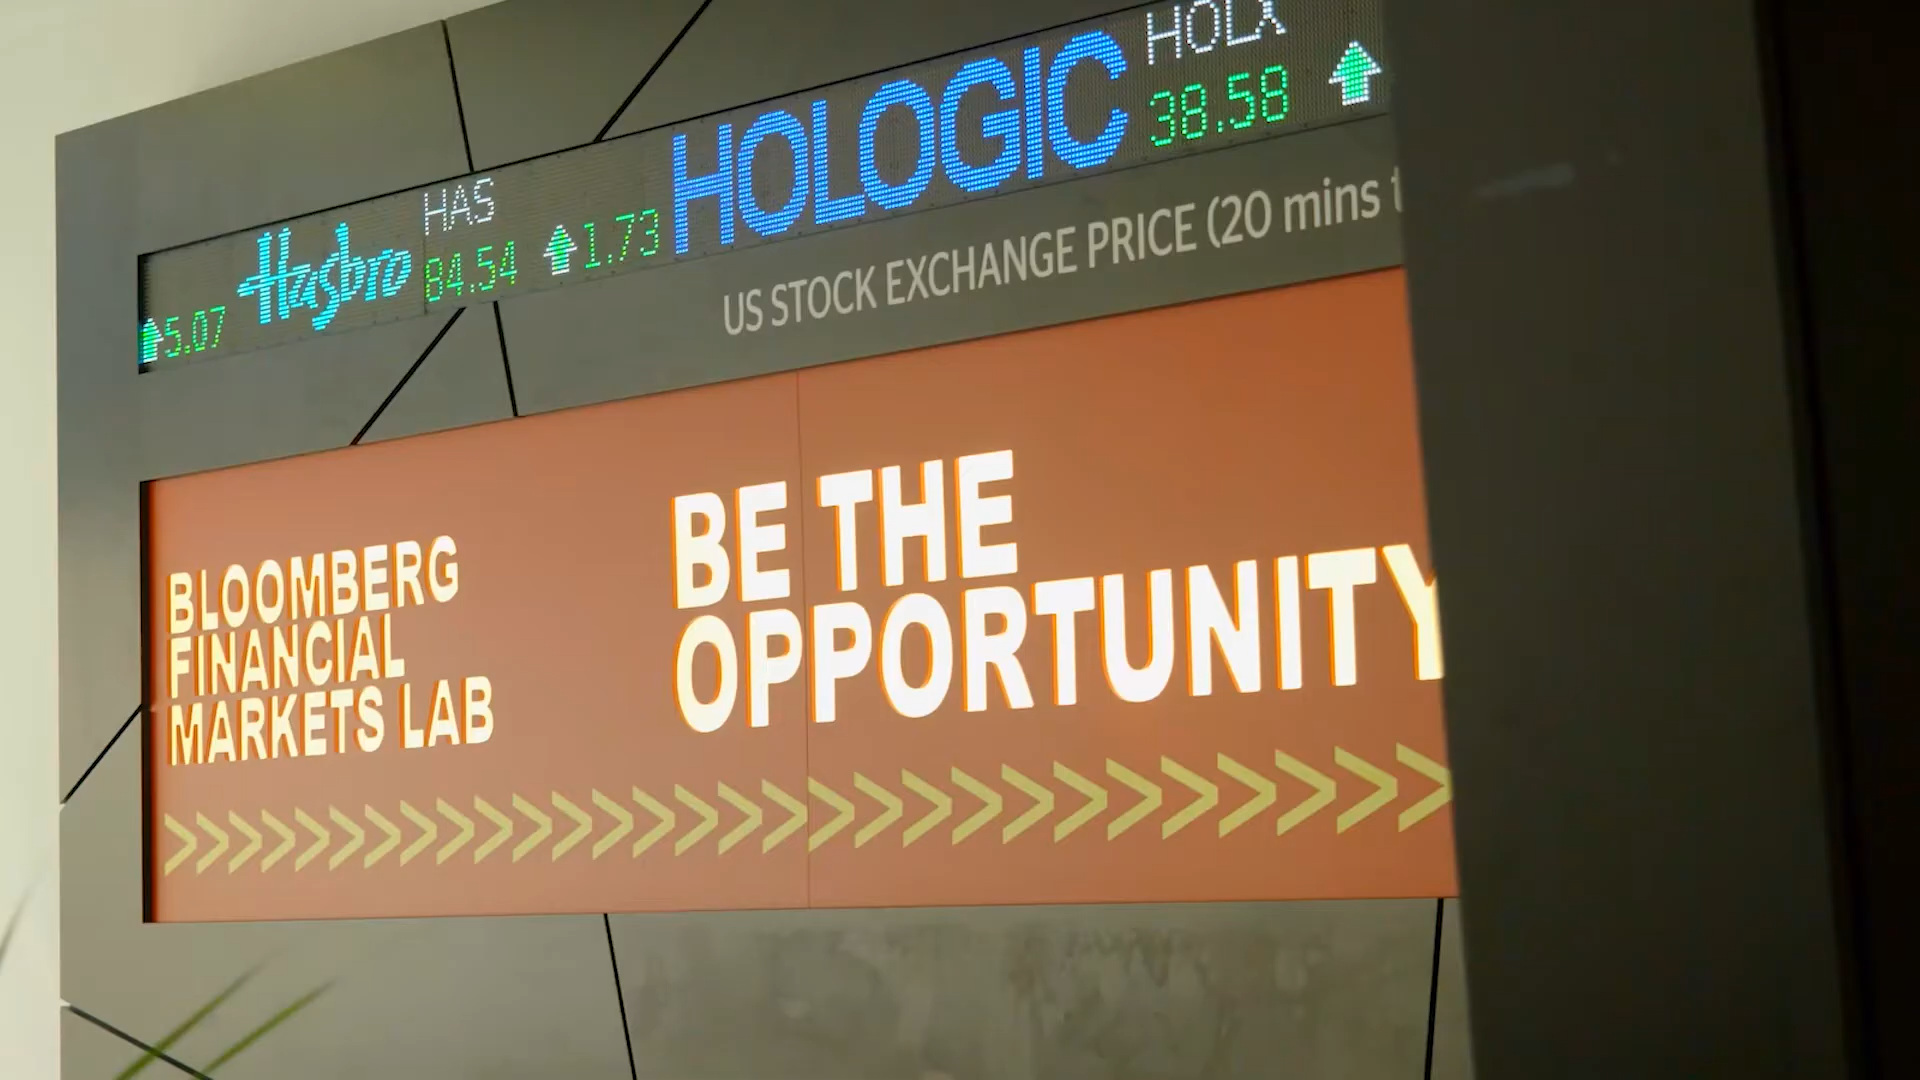 5.07 Hasbro HAS 84.54 1.73 HOLOGIC HOLX 38.58
US STOCK EXCHANGE PRICE (20 mins
BLOOMBERG
FINANCIAL
MARKETS LAB
BE THE
OPPORTUNITY